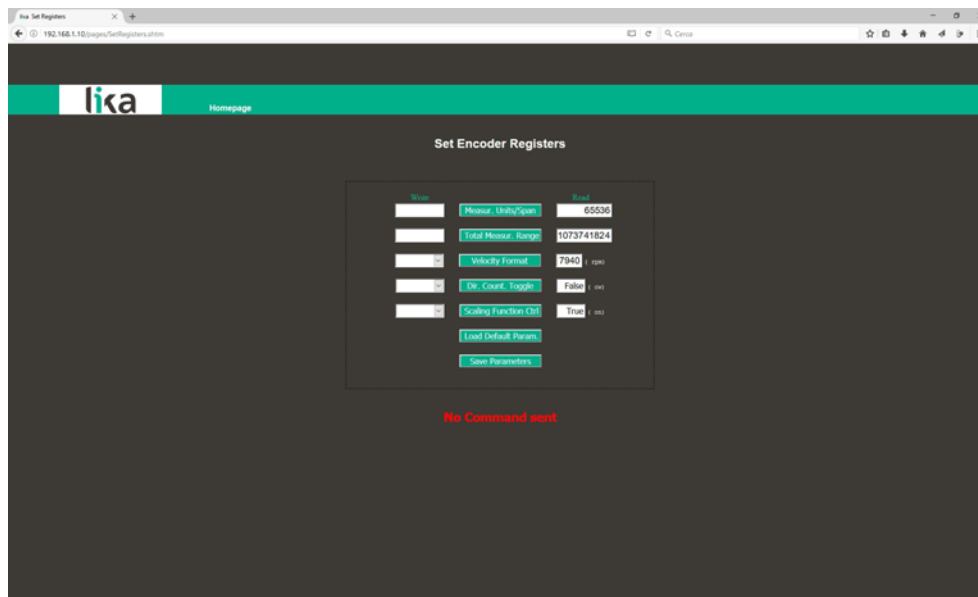 lika Set Registers
192.168.1.10/pages/SetRegisters.shtm
Cerca
lika
Homepage
Set Encoder Registers
Write Read
Measur. Units/Span 65536
Total Measur. Range 1073741824
Velocity Format 7940 ( rpm)
Dir. Count. Toggle False ( cw)
Scaling Function Ctrl True ( on)
Load Default Param.
Save Parameters
No Command sent